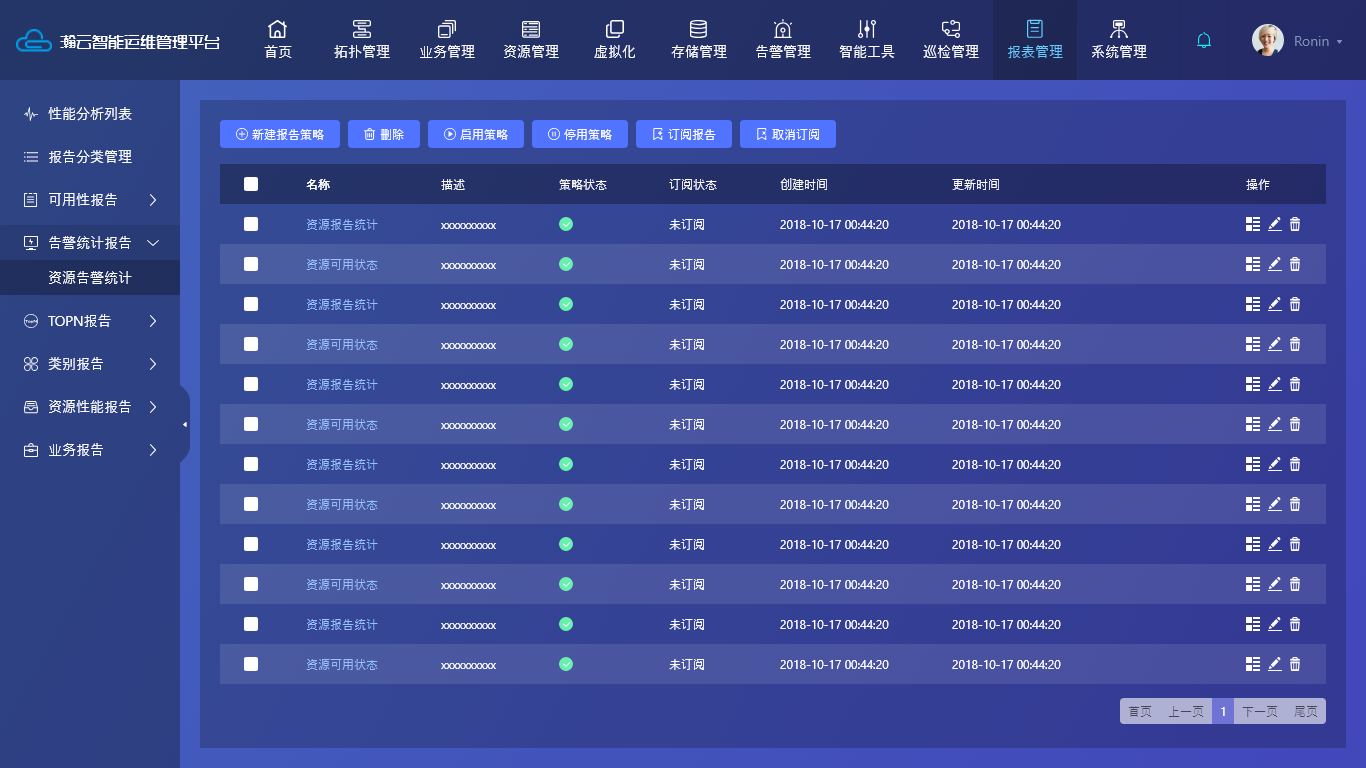 瀚云智能运维管理平台
首页 拓扑管理 业务管理 资源管理 虚拟化 存储管理 告警管理 智能工具 巡检管理 报表管理 系统管理 Ronin
性能分析列表
报告分类管理
可用性报告
告警统计报告
资源告警统计
TOPN报告
类别报告
资源性能报告
业务报告
新建报告策略 删除 启用策略 停用策略 订阅报告 取消订阅
名称 描述 策略状态 订阅状态 创建时间 更新时间 操作
资源报告统计 xxxxxxxxxx 未订阅 2018-10-17 00:44:20 2018-10-17 00:44:20
资源可用状态 xxxxxxxxxx 未订阅 2018-10-17 00:44:20 2018-10-17 00:44:20
资源报告统计 xxxxxxxxxx 未订阅 2018-10-17 00:44:20 2018-10-17 00:44:20
资源可用状态 xxxxxxxxxx 未订阅 2018-10-17 00:44:20 2018-10-17 00:44:20
资源报告统计 xxxxxxxxxx 未订阅 2018-10-17 00:44:20 2018-10-17 00:44:20
资源可用状态 xxxxxxxxxx 未订阅 2018-10-17 00:44:20 2018-10-17 00:44:20
资源报告统计 xxxxxxxxxx 未订阅 2018-10-17 00:44:20 2018-10-17 00:44:20
资源可用状态 xxxxxxxxxx 未订阅 2018-10-17 00:44:20 2018-10-17 00:44:20
资源报告统计 xxxxxxxxxx 未订阅 2018-10-17 00:44:20 2018-10-17 00:44:20
资源可用状态 xxxxxxxxxx 未订阅 2018-10-17 00:44:20 2018-10-17 00:44:20
资源报告统计 xxxxxxxxxx 未订阅 2018-10-17 00:44:20 2018-10-17 00:44:20
资源可用状态 xxxxxxxxxx 未订阅 2018-10-17 00:44:20 2018-10-17 00:44:20
首页 上一页 1 下一页 尾页